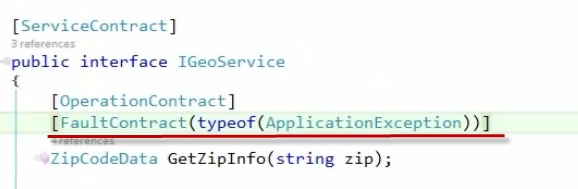 [ServiceContract]
3 references
public interface IGeoService
{
[OperationContract]
[FaultContract(typeof(ApplicationException))]
4 references
ZipCodeData GetZipInfo(string zip);